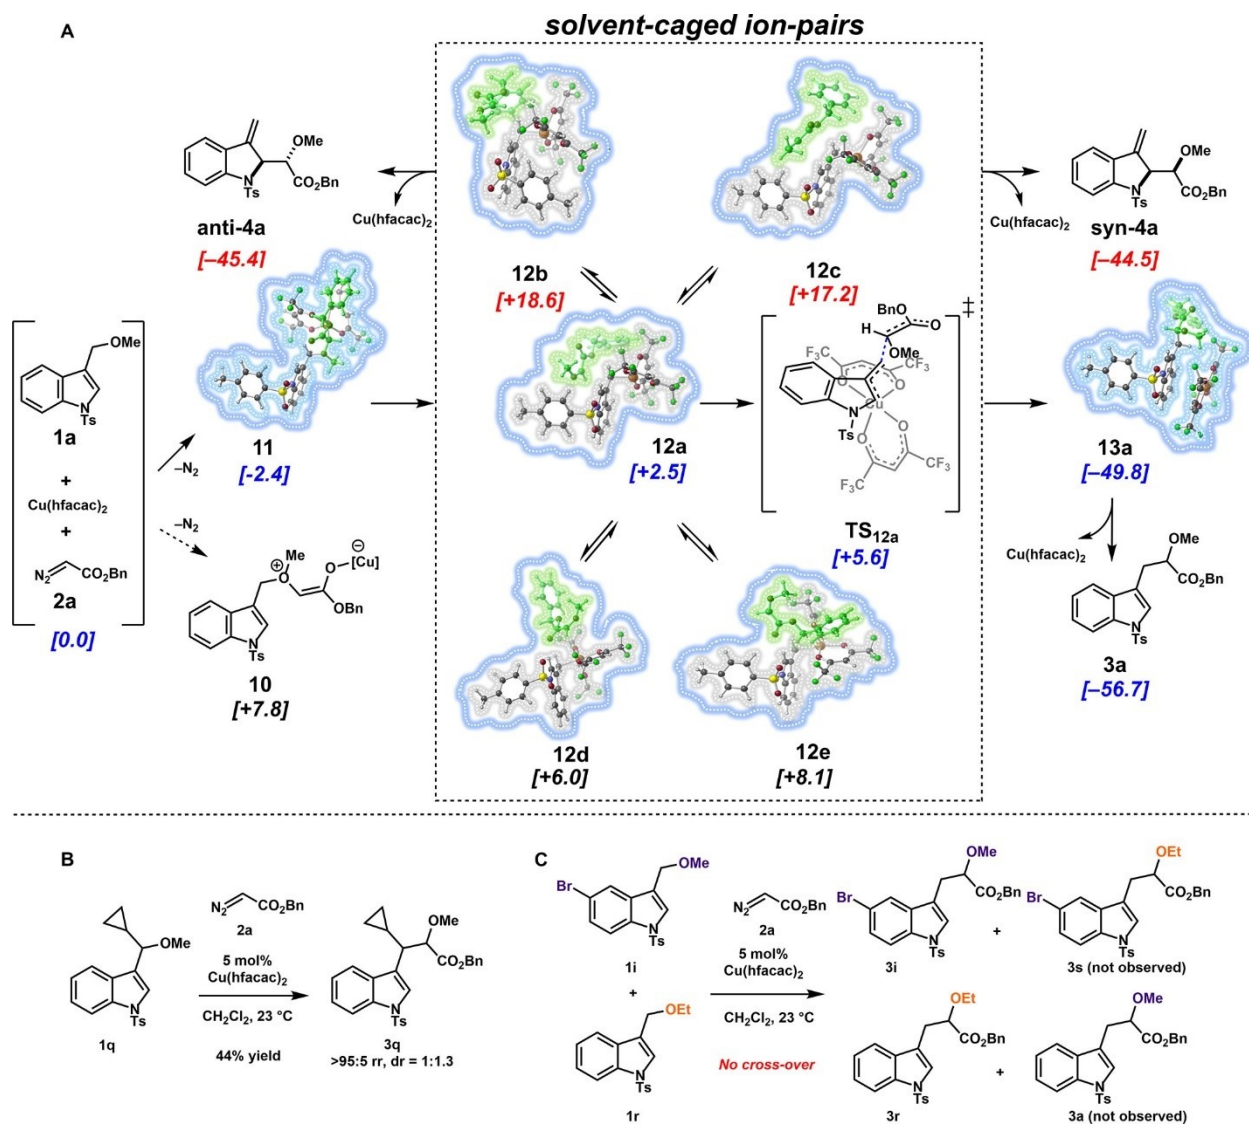 solvent-caged ion-pairs
A
OMe
CO2Bn
N
Ts
anti-4a
[–45.4]
Cu(hfacac)2
12b
[+18.6]
12c
[+17.2]
OMe
CO2Bn
N
Ts
syn-4a
[–44.5]
Cu(hfacac)2
OMe
N
Ts
1a
+
Cu(hfacac)2
+
N2
CO2Bn
2a
[0.0]
–N2
–N2
11
[-2.4]
⊖
Me
O–[Cu]
⊕
O
OBn
N
Ts
10
[+7.8]
12a
[+2.5]
‡
BnO
O
H
OMe
F3C
CF3
O
O
N
Cu
Ts
O
O
F3C
CF3
TS12a
[+5.6]
13a
[–49.8]
Cu(hfacac)2
OMe
CO2Bn
N
Ts
3a
[–56.7]
12d
[+6.0]
12e
[+8.1]
B
OMe
N
Ts
1q
N2
CO2Bn
2a
5 mol%
Cu(hfacac)2
CH2Cl2, 23 °C
44% yield
OMe
CO2Bn
N
Ts
3q
>95:5 rr, dr = 1:1.3
C
Br
OMe
N
Ts
1i
+
OEt
N
Ts
1r
N2
CO2Bn
2a
5 mol%
Cu(hfacac)2
CH2Cl2, 23 °C
No cross-over
OMe
Br
CO2Bn
N
Ts
3i
+
OEt
Br
CO2Bn
N
Ts
3s (not observed)
OEt
CO2Bn
N
Ts
3r
+
OMe
CO2Bn
N
Ts
3a (not observed)